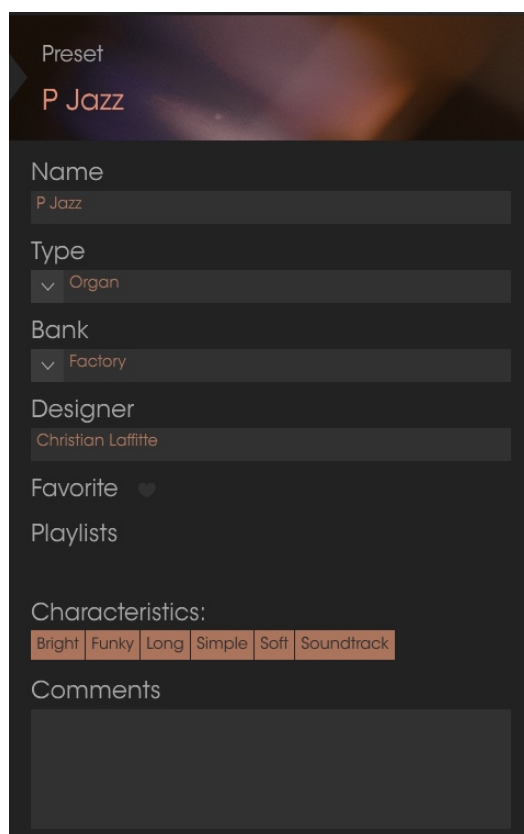 Preset
P Jazz
Name
P Jazz
Type
Organ
Bank
Factory
Designer
Christian Laffitte
Favorite
Playlists
Characteristics:
Bright Funky Long Simple Soft Soundtrack
Comments